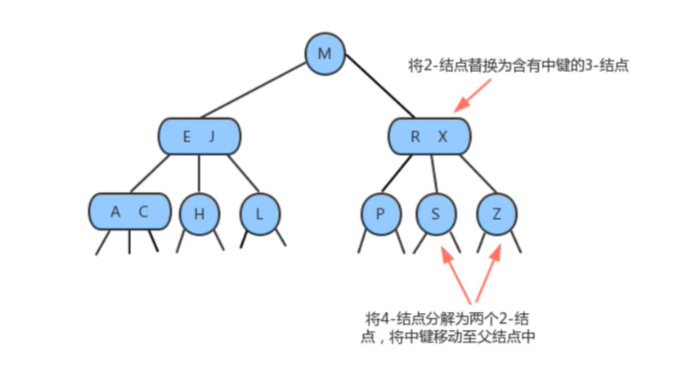 M
将2-结点替换为含有中键的3-结点
E J
R X
A C
H
L
P
S
Z
将4-结点分解为两个2-结
点，将中键移动至父结点中